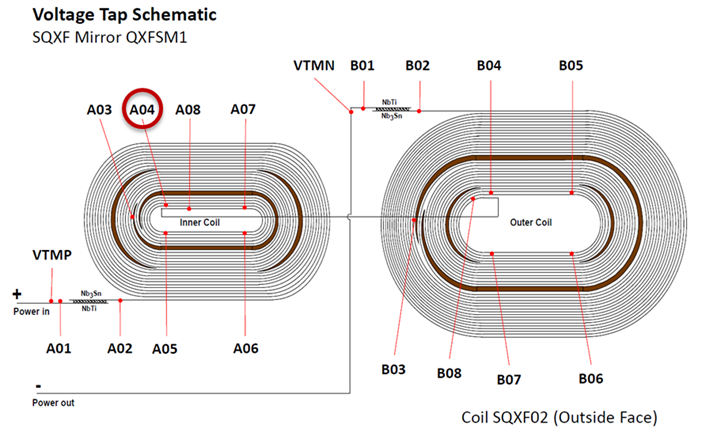 Voltage Tap Schematic
SQXF Mirror QXFSM1
VTMN B01 B02 B04 B05
NbTi
Nb3Sn
A03 A04 A08 A07
Inner Coil
Outer Coil
VTMP
+
Power in
Nb3Sn
NbTi
A01 A02 A05 A06
B03 B08 B07 B06
-
Power out
Coil SQXF02 (Outside Face)